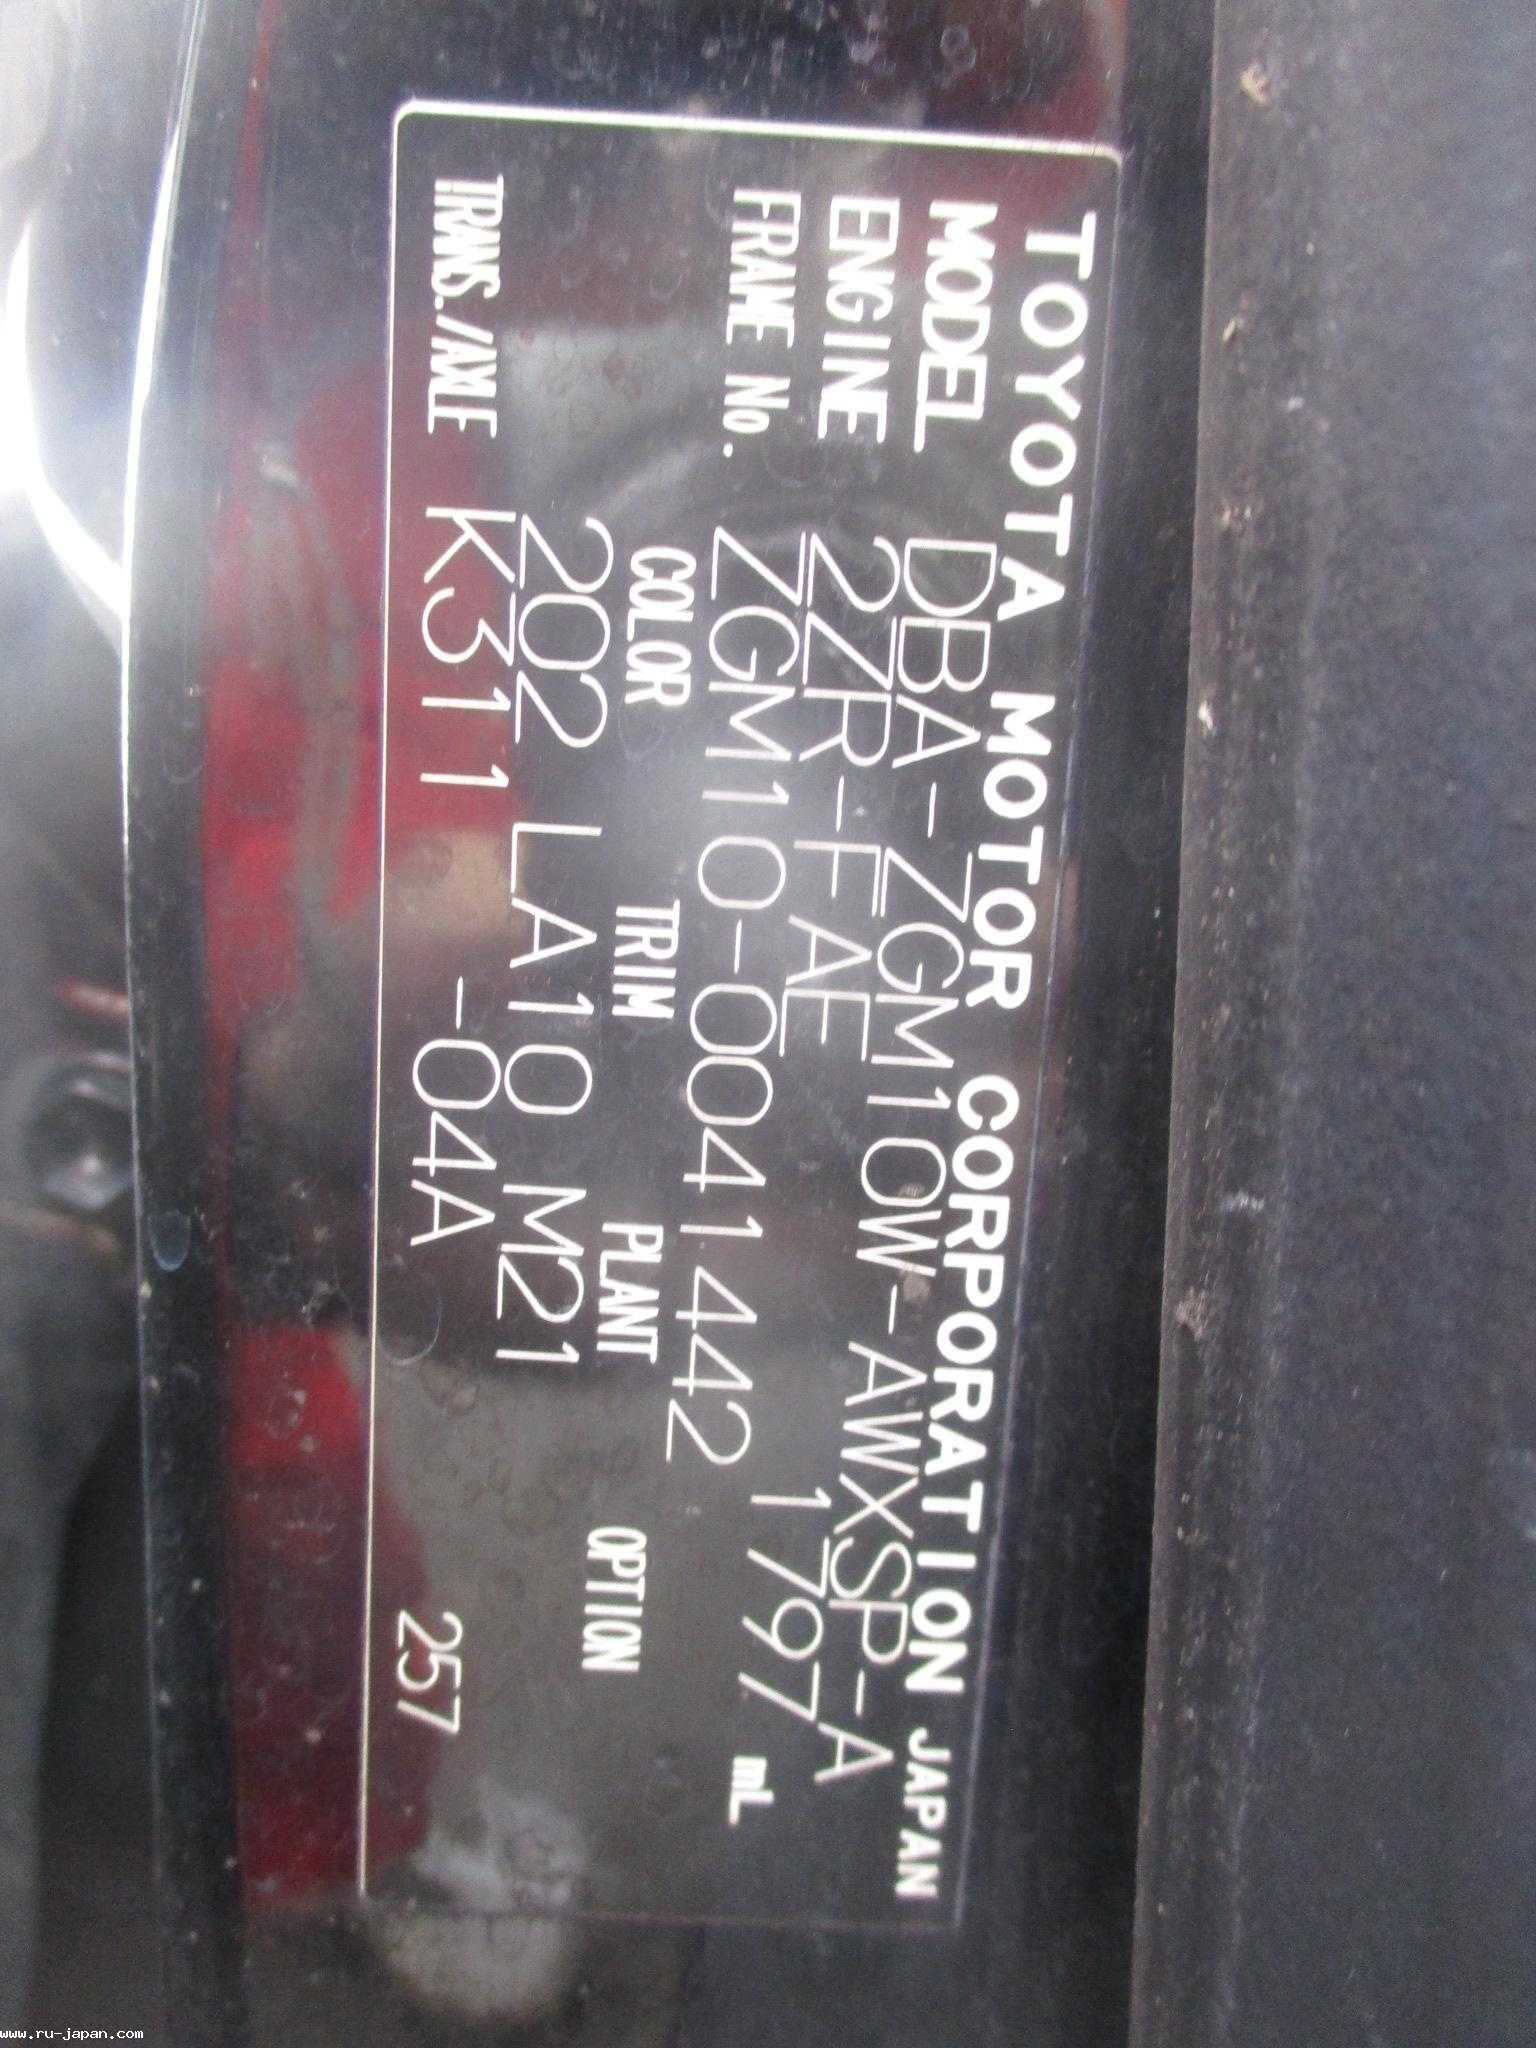 TOYOTA MOTOR CORPORATION JAPAN
MODEL DBA-ZGM10W-AWXSP-A
ENGINE 2ZR-FAE 1797 mL
FRAME No. ZGM10-0041442
COLOR TRIM PLANT OPTION
202 LA10 M21
TRANS./AXLE K311 -04A 257
www.ru-japan.com